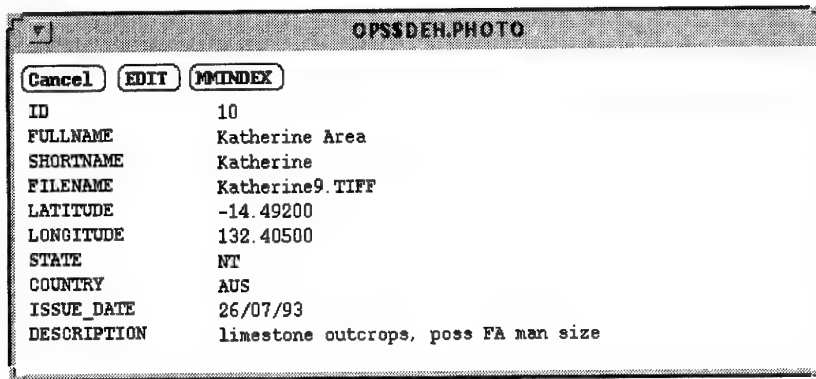 OPS$DEH.PHOTO
Cancel EDIT MMINDEX
ID 10
FULLNAME Katherine Area
SHORTNAME Katherine
FILENAME Katherine9.TIFF
LATITUDE -14.49200
LONGITUDE 132.40500
STATE NT
COUNTRY AUS
ISSUE_DATE 26/07/93
DESCRIPTION limestone outcrops, poss FA man size